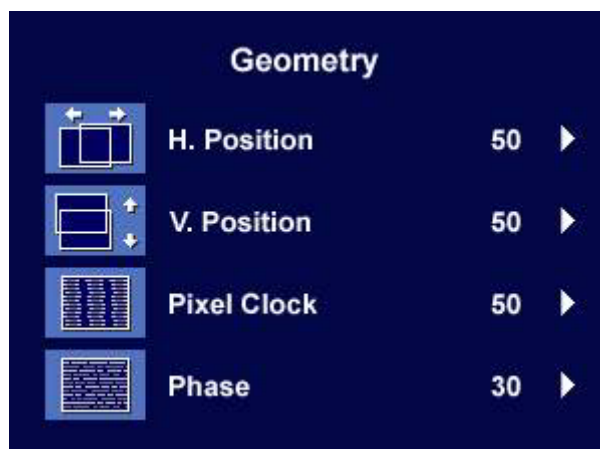 Geometry
H. Position 50
V. Position 50
Pixel Clock 50
Phase 30